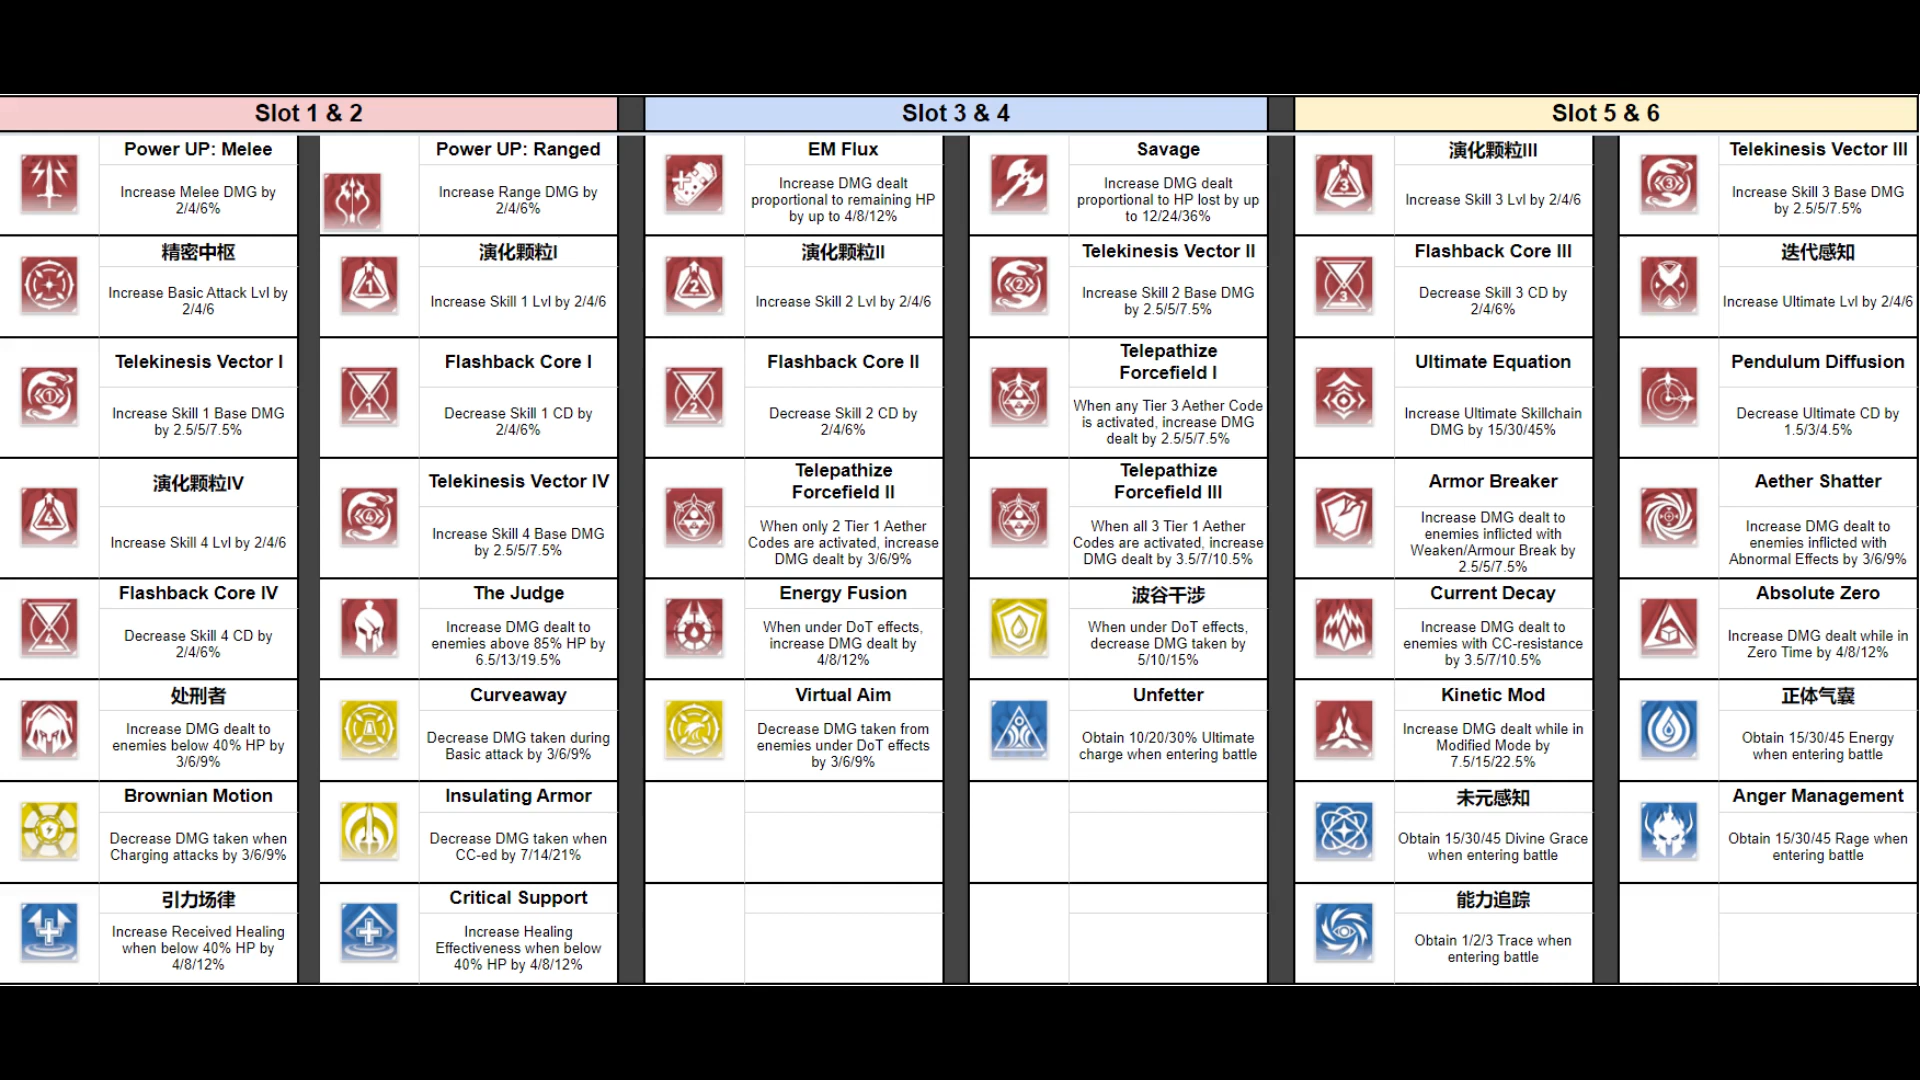 Slot 1 & 2
Slot 3 & 4
Slot 5 & 6
Power UP: Melee
Increase Melee DMG by
2/4/6%
Power UP: Ranged
Increase Range DMG by
2/4/6%
EM Flux
Increase DMG dealt
proportional to remaining HP
by up to 4/8/12%
Savage
Increase DMG dealt
proportional to HP lost by up
to 12/24/36%
演化颗粒III
Increase Skill 3 Lvl by 2/4/6
Telekinesis Vector III
Increase Skill 3 Base DMG
by 2.5/5/7.5%
精密中枢
Increase Basic Attack Lvl by
2/4/6
演化颗粒I
Increase Skill 1 Lvl by 2/4/6
演化颗粒II
Increase Skill 2 Lvl by 2/4/6
Telekinesis Vector II
Increase Skill 2 Base DMG
by 2.5/5/7.5%
Flashback Core III
Decrease Skill 3 CD by
2/4/6%
迭代感知
Increase Ultimate Lvl by 2/4/6
Telekinesis Vector I
Increase Skill 1 Base DMG
by 2.5/5/7.5%
Flashback Core I
Decrease Skill 1 CD by
2/4/6%
Flashback Core II
Decrease Skill 2 CD by
2/4/6%
Telepathize
Forcefield I
When any Tier 3 Aether Code
is activated, increase DMG
dealt by 2.5/5/7.5%
Ultimate Equation
Increase Ultimate Skillchain
DMG by 15/30/45%
Pendulum Diffusion
Decrease Ultimate CD by
1.5/3/4.5%
演化颗粒IV
Increase Skill 4 Lvl by 2/4/6
Telekinesis Vector IV
Increase Skill 4 Base DMG
by 2.5/5/7.5%
Telepathize
Forcefield II
When only 2 Tier 1 Aether
Codes are activated, increase
DMG dealt by 3/6/9%
Telepathize
Forcefield III
When all 3 Tier 1 Aether
Codes are activated, increase
DMG dealt by 3.5/7/10.5%
Armor Breaker
Increase DMG dealt to
enemies inflicted with
Weaken/Armour Break by
2.5/5/7.5%
Aether Shatter
Increase DMG dealt to
enemies inflicted with
Abnormal Effects by 3/6/9%
Flashback Core IV
Decrease Skill 4 CD by
2/4/6%
The Judge
Increase DMG dealt to
enemies above 85% HP by
6.5/13/19.5%
Energy Fusion
When under DoT effects,
increase DMG dealt by
4/8/12%
波谷干涉
When under DoT effects,
decrease DMG taken by
5/10/15%
Current Decay
Increase DMG dealt to
enemies with CC-resistance
by 3.5/7/10.5%
Absolute Zero
Increase DMG dealt while in
Zero Time by 4/8/12%
处刑者
Increase DMG dealt to
enemies below 40% HP by
3/6/9%
Curveaway
Decrease DMG taken during
Basic attack by 3/6/9%
Virtual Aim
Decrease DMG taken from
enemies under DoT effects
by 3/6/9%
Unfetter
Obtain 10/20/30% Ultimate
charge when entering battle
Kinetic Mod
Increase DMG dealt while in
Modified Mode by
7.5/15/22.5%
正体气囊
Obtain 15/30/45 Energy
when entering battle
Brownian Motion
Decrease DMG taken when
Charging attacks by 3/6/9%
Insulating Armor
Decrease DMG taken when
CC-ed by 7/14/21%
未元感知
Obtain 15/30/45 Divine Grace
when entering battle
Anger Management
Obtain 15/30/45 Rage when
entering battle
引力场律
Increase Received Healing
when below 40% HP by
4/8/12%
Critical Support
Increase Healing
Effectiveness when below
40% HP by 4/8/12%
能力追踪
Obtain 1/2/3 Trace when
entering battle